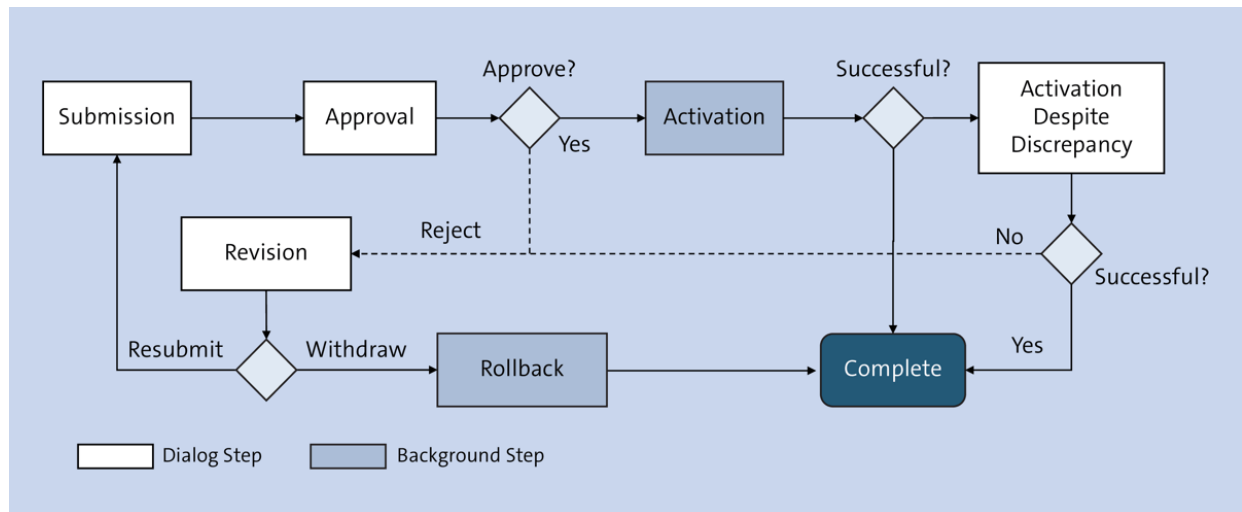 Approve?
Successful?
Submission
Approval
Yes
Activation
Activation
Despite
Discrepancy
Revision
Reject
No
Successful?
Resubmit
Withdraw
Rollback
Complete
Yes
Dialog Step
Background Step